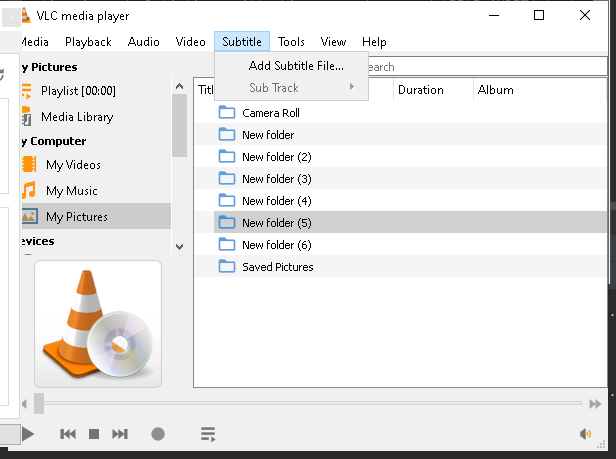 VLC media player
Media Playback Audio Video Subtitle Tools View Help
Add Subtitle File...
Sub Track
y Pictures
earch
Playlist [00:00]
Media Library
y Computer
My Videos
My Music
My Pictures
evices
Titl Duration Album
Camera Roll
New folder
New folder (2)
New folder (3)
New folder (4)
New folder (5)
New folder (6)
Saved Pictures